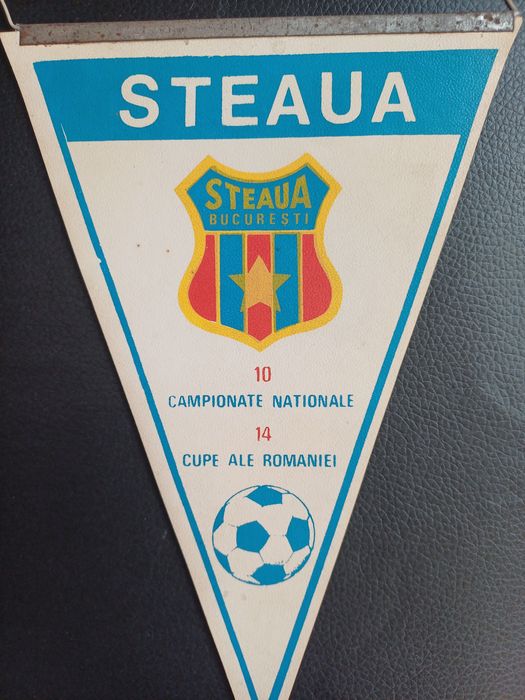 STEAUA
STEAUA
BUCURESTI
10
CAMPIONATE NATIONALE
14
CUPE ALE ROMANIEI